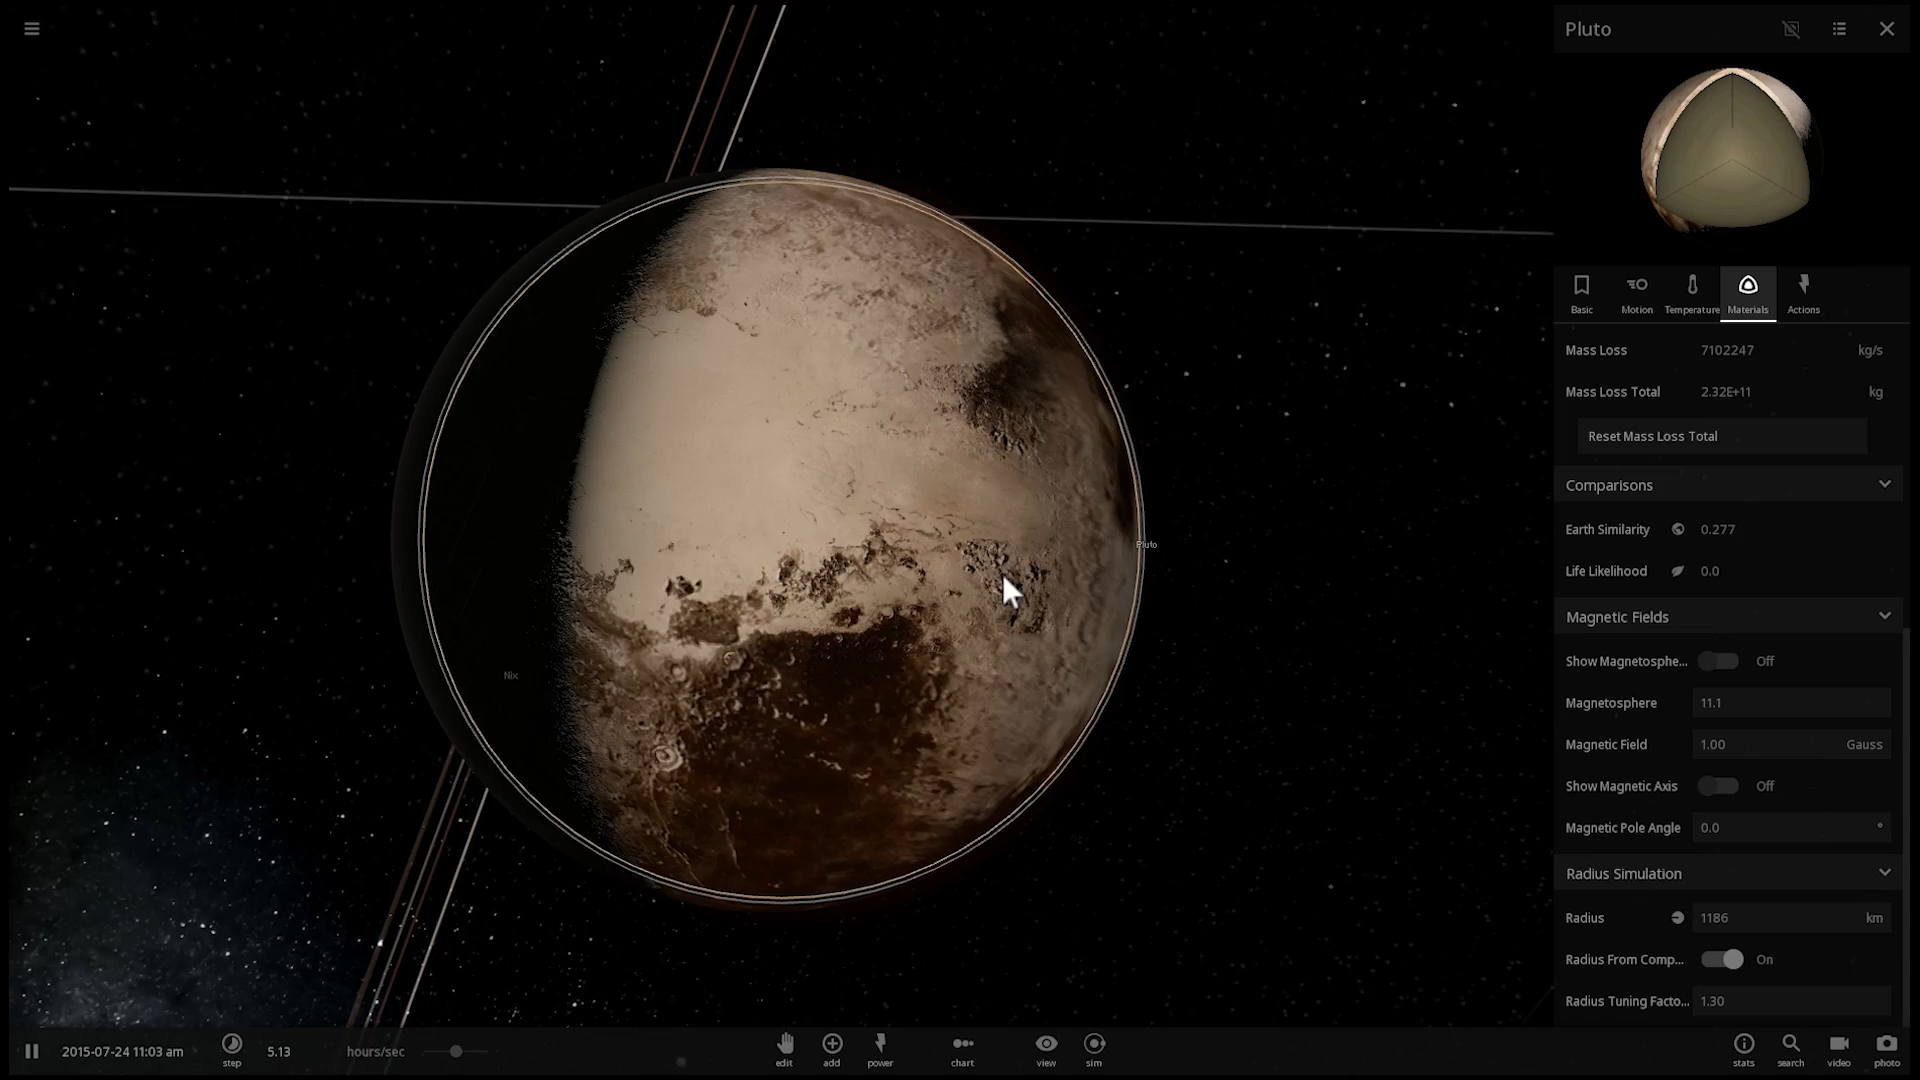 Pluto
Basic
Motion
Temperature
Materials
Actions
Mass Loss 7102247 kg/s
Mass Loss Total 2.32E+11 kg
Reset Mass Loss Total
Comparisons
Earth Similarity 0.277
Life Likelihood 0.0
Magnetic Fields
Show Magnetosphe... Off
Magnetosphere 11.1
Magnetic Field 1.00 Gauss
Show Magnetic Axis Off
Magnetic Pole Angle 0.0 °
Radius Simulation
Radius 1186 km
Radius From Comp... On
Radius Tuning Facto... 1.30
Pluto
Nix
2015-07-24 11:03 am
step
5.13 hours/sec
edit
add
power
chart
view
sim
stats
search
video
photo